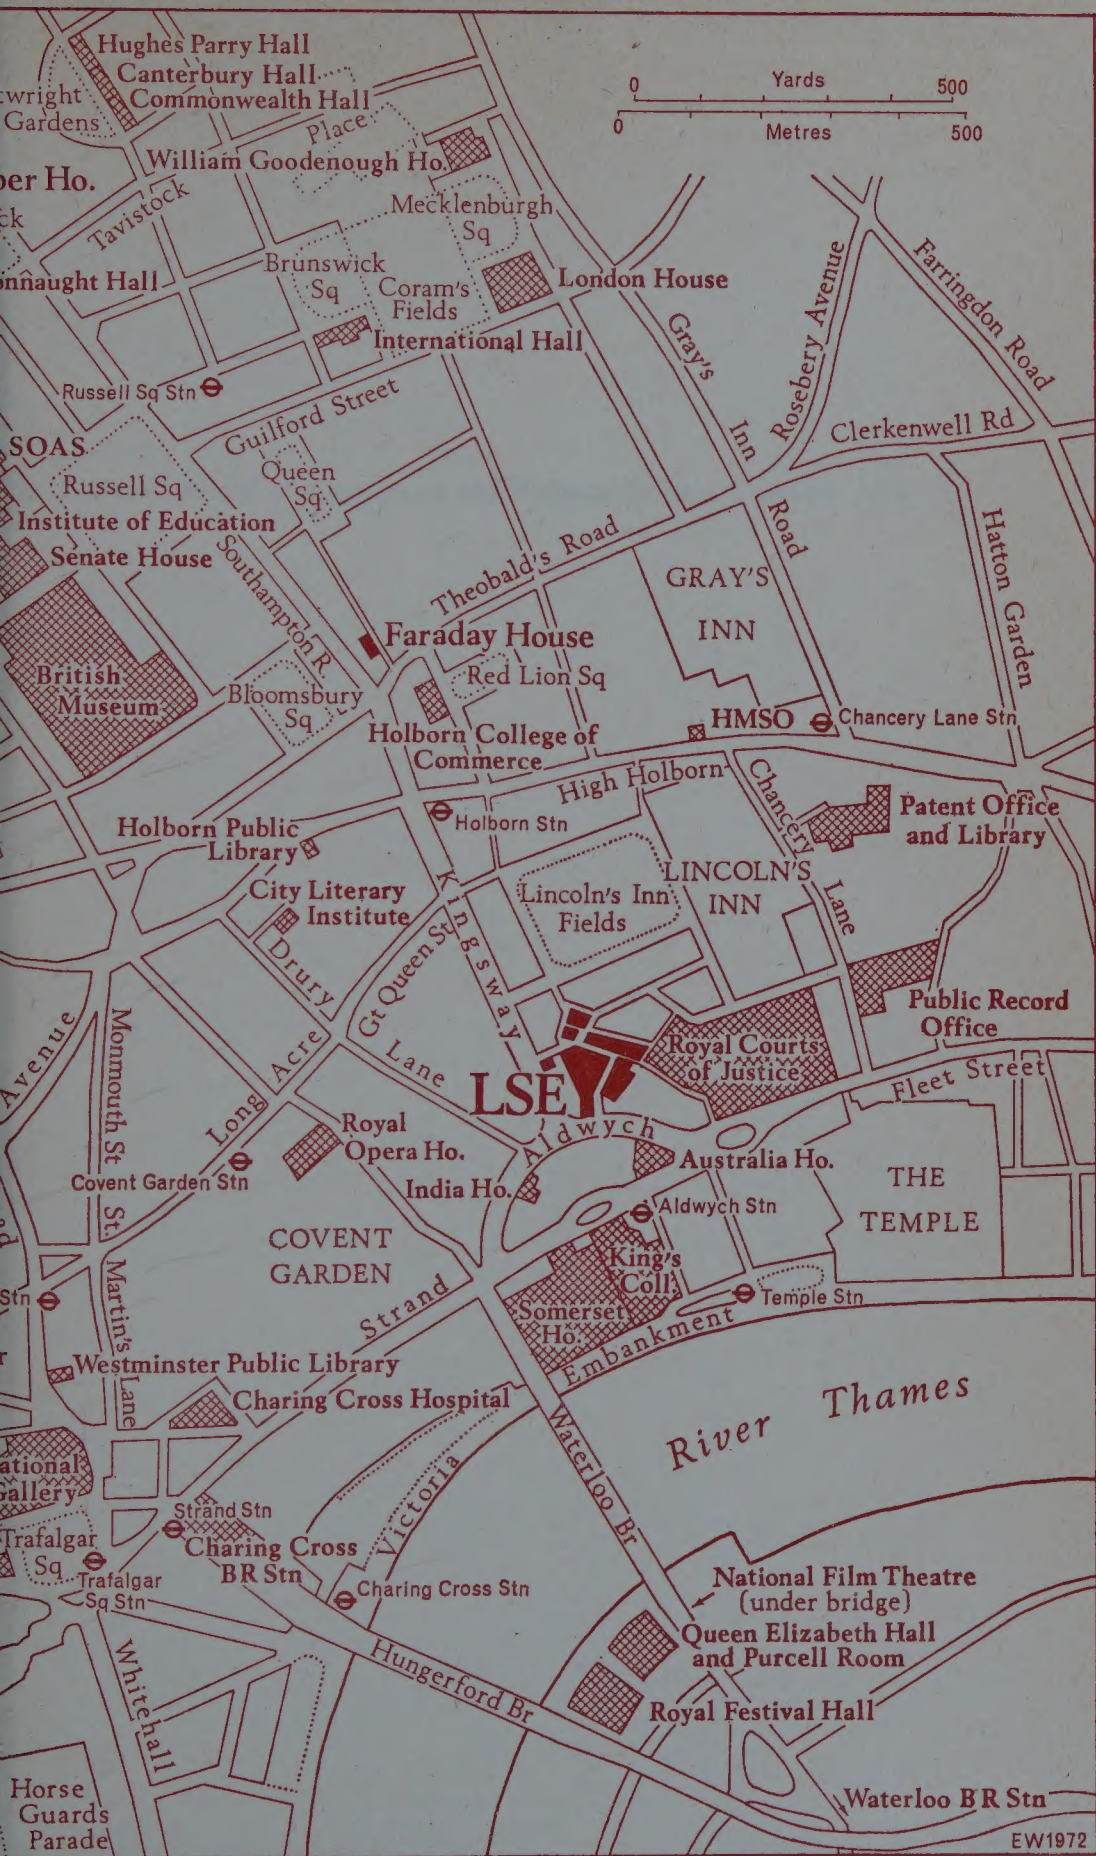 Hughes Parry Hall
Canterbury Hall
Commonwealth Hall
wright
Gardens
Place
William Goodenough Ho.
Tavistock
Mecklenburgh
Sq
0 Yards 500
0 Metres 500
onnaught Hall
Brunswick
Sq
Coram's
Fields
London House
International Hall
Gray's
Inn
Road
Rosebery Avenue
Farringdon Road
Clerkenwell Rd
Russell Sq Stn
Guilford Street
SOAS
Russell Sq
Queen
Sq
Institute of Education
Senate House
Southampton R.
Theobald's Road
GRAY'S
INN
Hatton Garden
Faraday House
Red Lion Sq
British
Museum
Bloomsbury
Sq
Holborn College of
Commerce
HMSO
Chancery Lane Stn
High Holborn
Chancery
Lane
Patent Office
and Library
Holborn Stn
Holborn Public
Library
City Literary
Institute
Kingsway
Lincoln's Inn
Fields
LINCOLN'S
INN
Drury
Lane
Gt Queen St
Public Record
Office
Avenue
Monmouth St
Long Acre
LSE
Royal Courts
of Justice
Fleet Street
Aldwych
Royal
Opera Ho.
Covent Garden Stn
India Ho.
Australia Ho.
Aldwych Stn
THE
TEMPLE
COVENT
GARDEN
St.
Martin's
Lane
Stn
Strand
King's
Coll.
Somerset
Ho.
Temple Stn
Embankment
Westminster Public Library
Charing Cross Hospital
River Thames
Waterloo Br
Victoria
ational
Gallery
Strand Stn
Charing Cross
BR Stn
Trafalgar
Sq
Trafalgar
Sq Stn
Charing Cross Stn
National Film Theatre
(under bridge)
Queen Elizabeth Hall
and Purcell Room
Whitehall
Hungerford Br
Royal Festival Hall
Horse
Guards
Parade
Waterloo BR Stn
EW1972